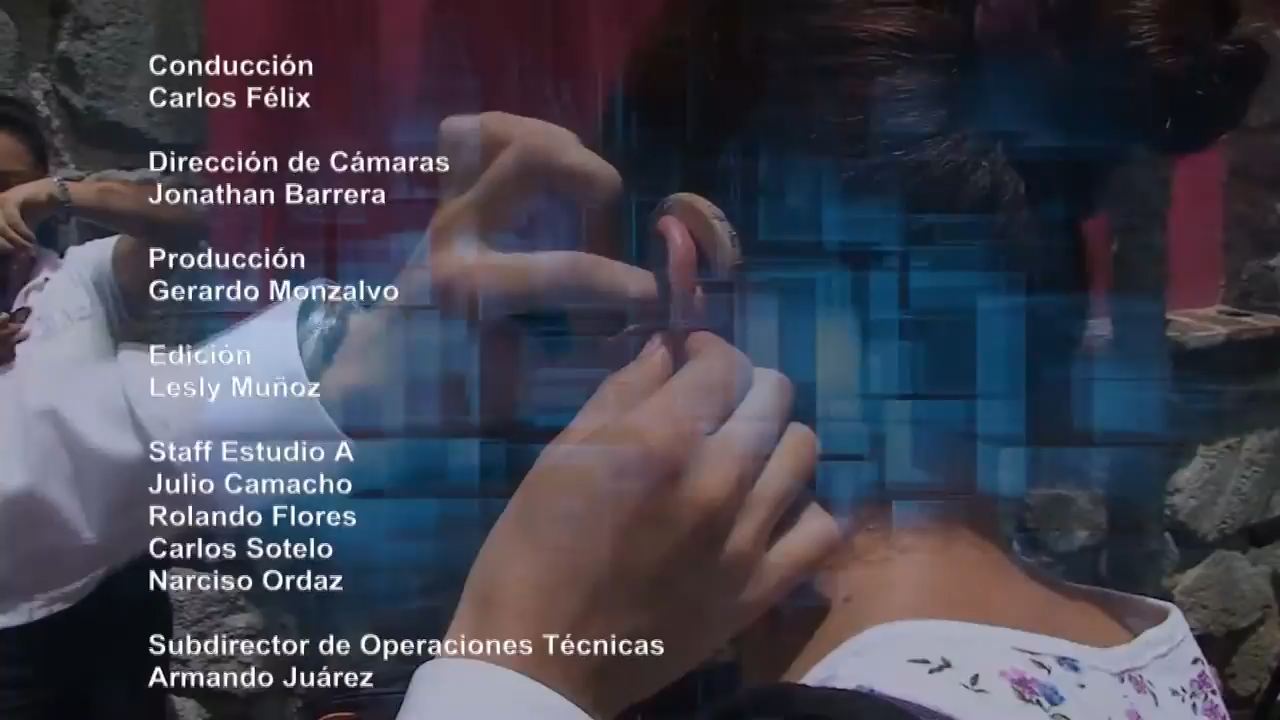 Conducción
Carlos Félix
Dirección de Cámaras
Jonathan Barrera
Producción
Gerardo Monzalvo
Edición
Lesly Muñoz
Staff Estudio A
Julio Camacho
Rolando Flores
Carlos Sotelo
Narciso Ordaz
Subdirector de Operaciones Técnicas
Armando Juárez